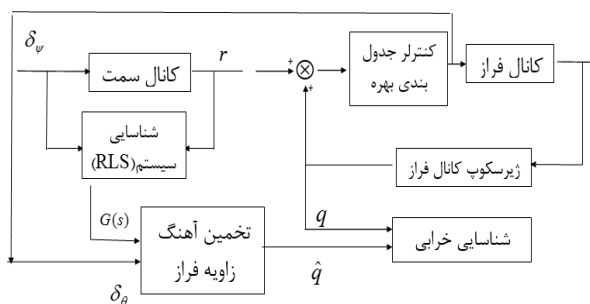 δψ
r
کانال سمت
+
+
کنترلر جدول
بندی بهره
کانال فراز
شناسایی
سیستم(RLS)
ژیرسکوپ کانال فراز
G(s)
تخمین آهنگ
زاویه فراز
q
شناسایی خرابی
q̂
δθ